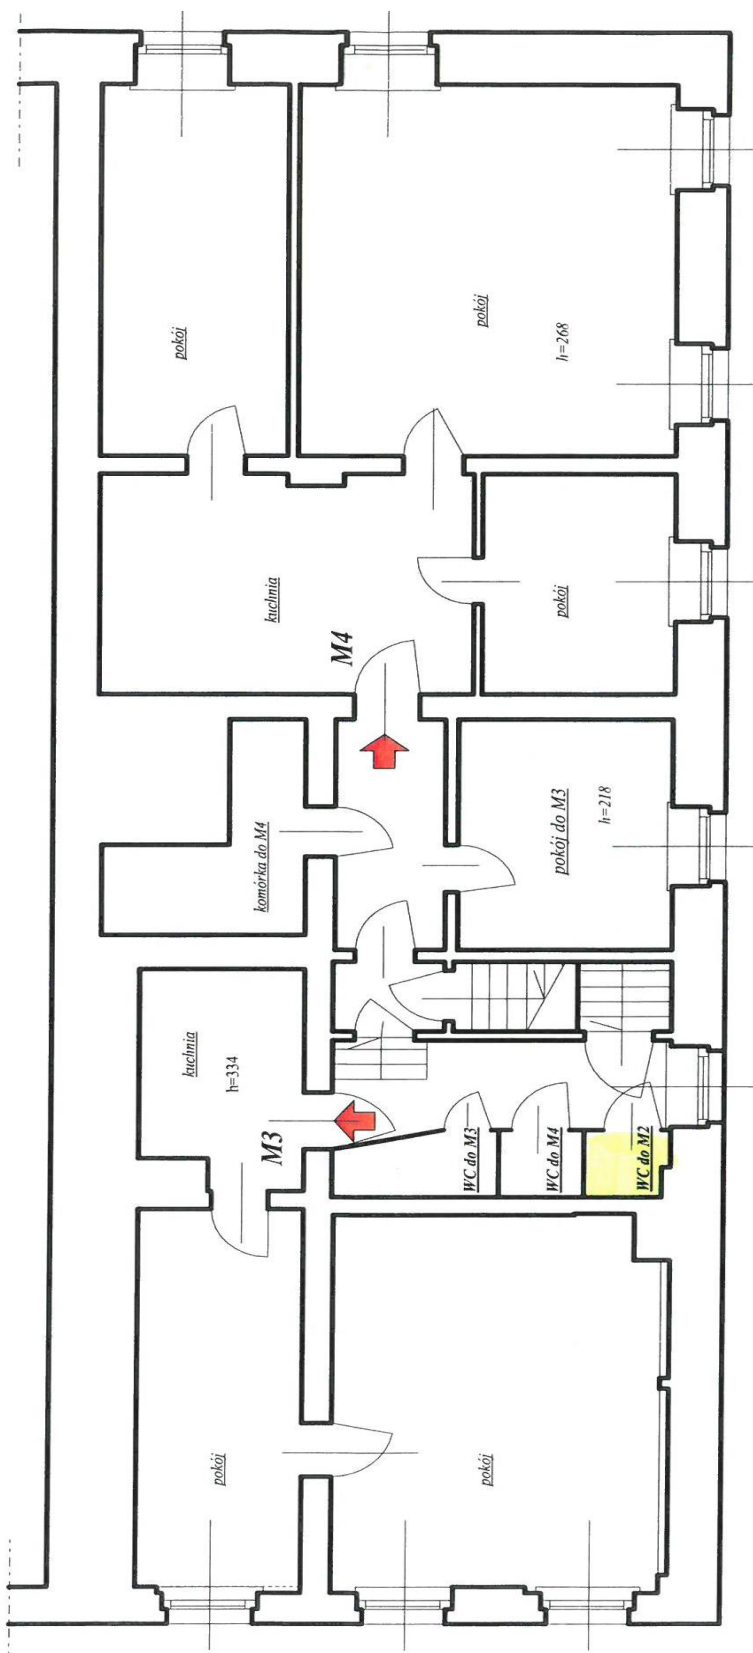 pokój
pokój
h=268
kuchnia
pokój
M4
komórka do M4
pokój do M3
h=218
kuchnia
h=334
M3
WC do M3
WC do M4
WC do M2
pokój
pokój